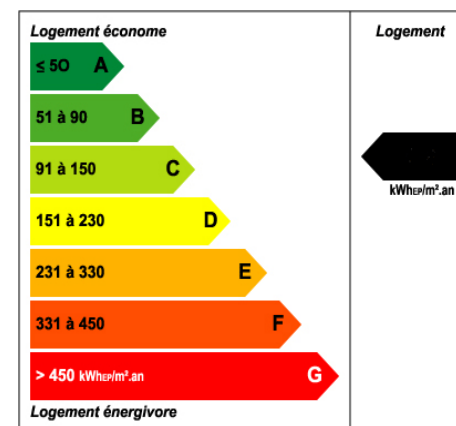 Logement économe
Logement
≤ 50 A
51 à 90 B
91 à 150 C
kWhEP/m².an
151 à 230 D
231 à 330 E
331 à 450 F
> 450 kWhEP/m².an G
Logement énergivore